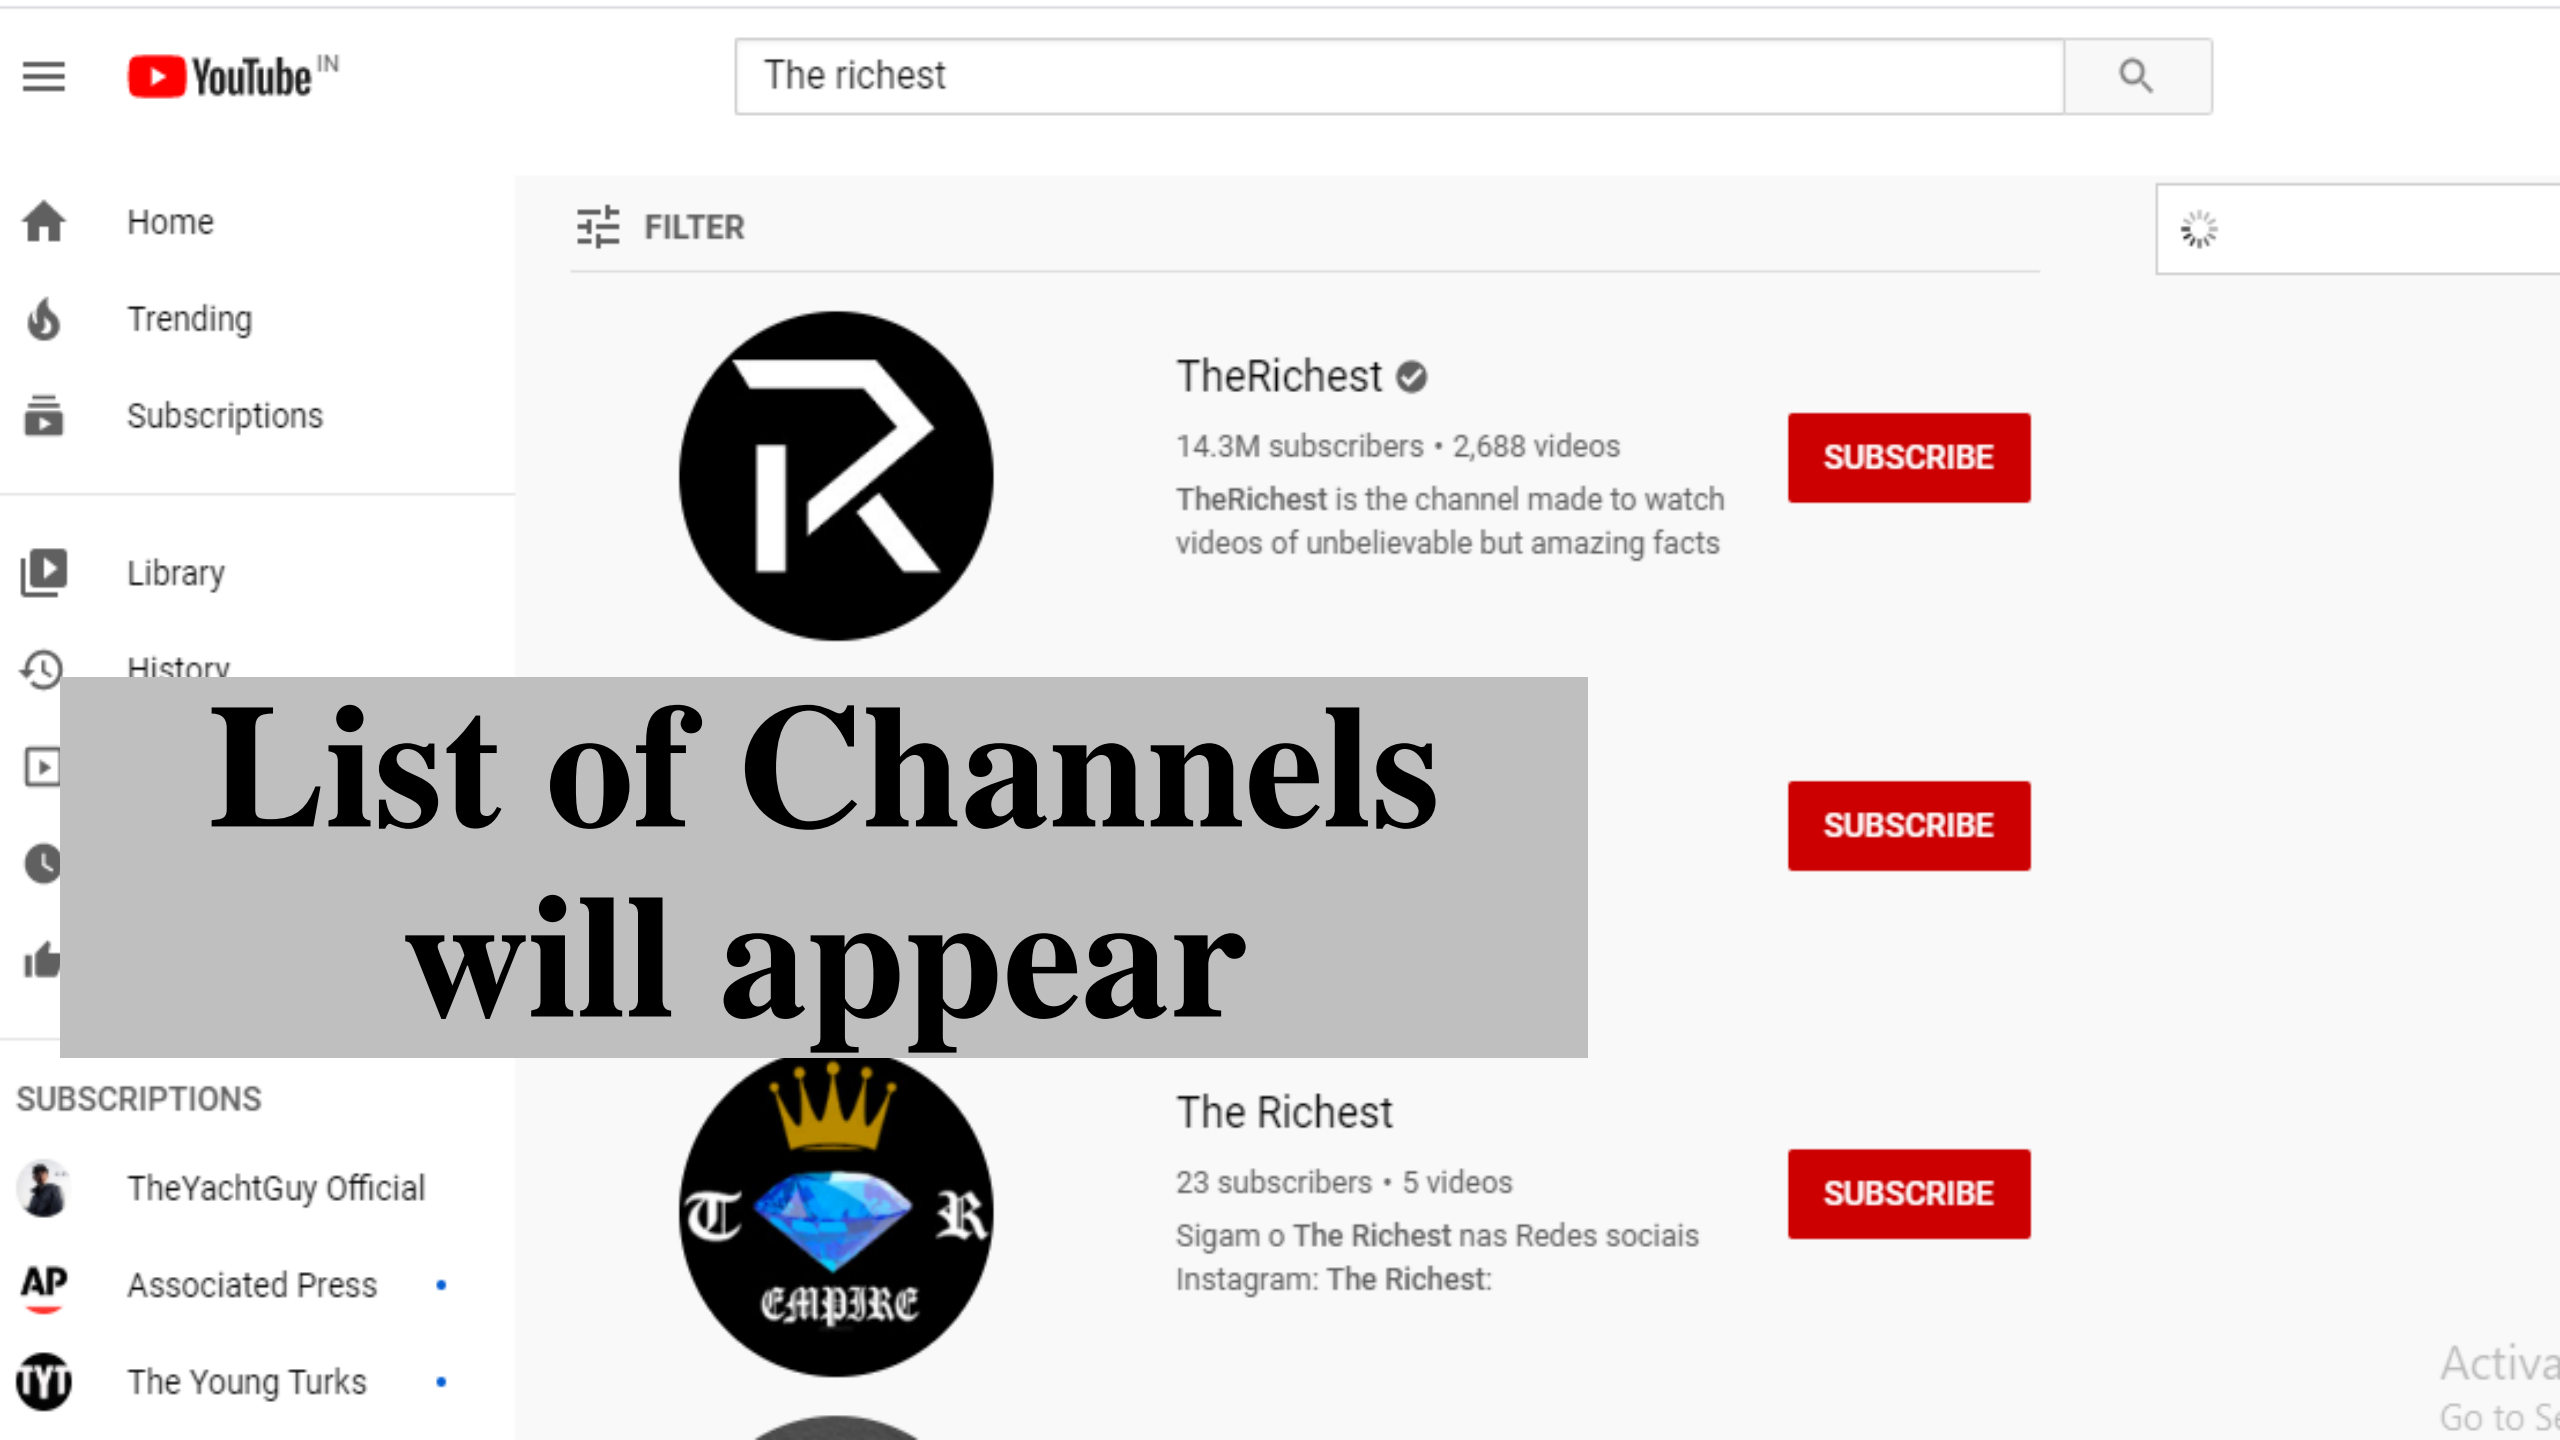 YouTube IN
The richest
Home
Trending
Subscriptions
Library
History
FILTER
TheRichest
14.3M subscribers • 2,688 videos
TheRichest is the channel made to watch
videos of unbelievable but amazing facts
SUBSCRIBE
List of Channels
will appear
SUBSCRIBE
T R
EMPIRE
The Richest
23 subscribers • 5 videos
Sigam o The Richest nas Redes sociais
Instagram: The Richest:
SUBSCRIBE
SUBSCRIPTIONS
TheYachtGuy Official
AP
Associated Press
TYT
The Young Turks
Go to